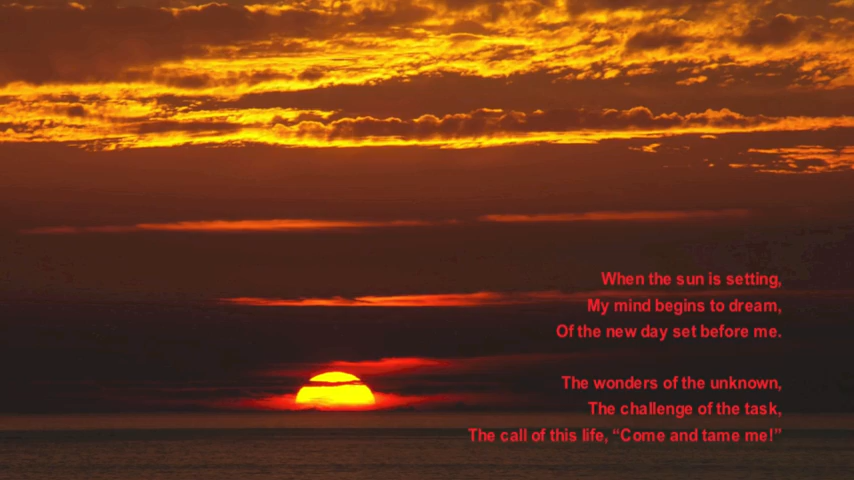 When the sun is setting,
My mind begins to dream,
Of the new day set before me.
The wonders of the unknown,
The challenge of the task,
The call of this life, “Come and tame me!”